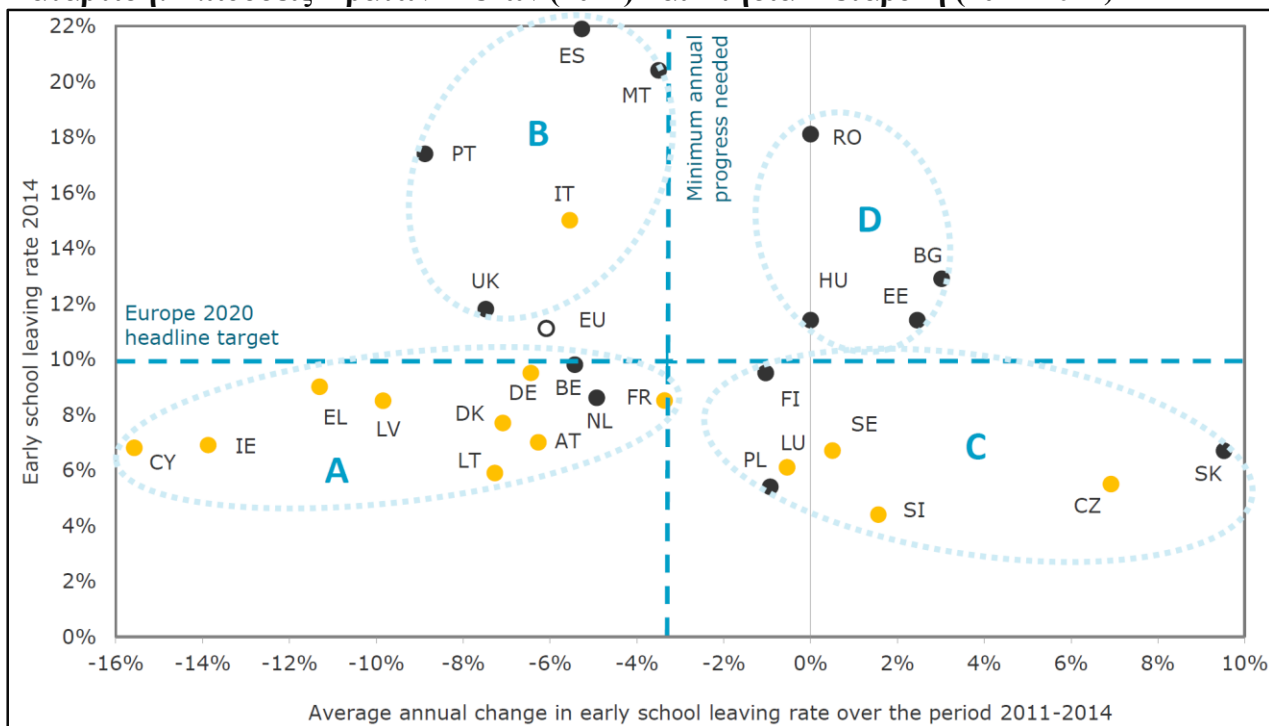 22%
20%
18%
16%
14%
12%
10%
8%
6%
4%
2%
0%
Early school leaving rate 2014
ES
MT
PT
B
IT
UK
EU
Minimum annual
progress needed
RO
D
BG
HU
EE
Europe 2020
headline target
DE
BE
FR
EL
LV
DK
NL
AT
CY
IE
LT
A
FI
SE
LU
PL
C
SK
SI
CZ
-16%
-14%
-12%
-10%
-8%
-6%
-4%
-2%
0%
2%
4%
6%
8%
10%
Average annual change in early school leaving rate over the period 2011-2014